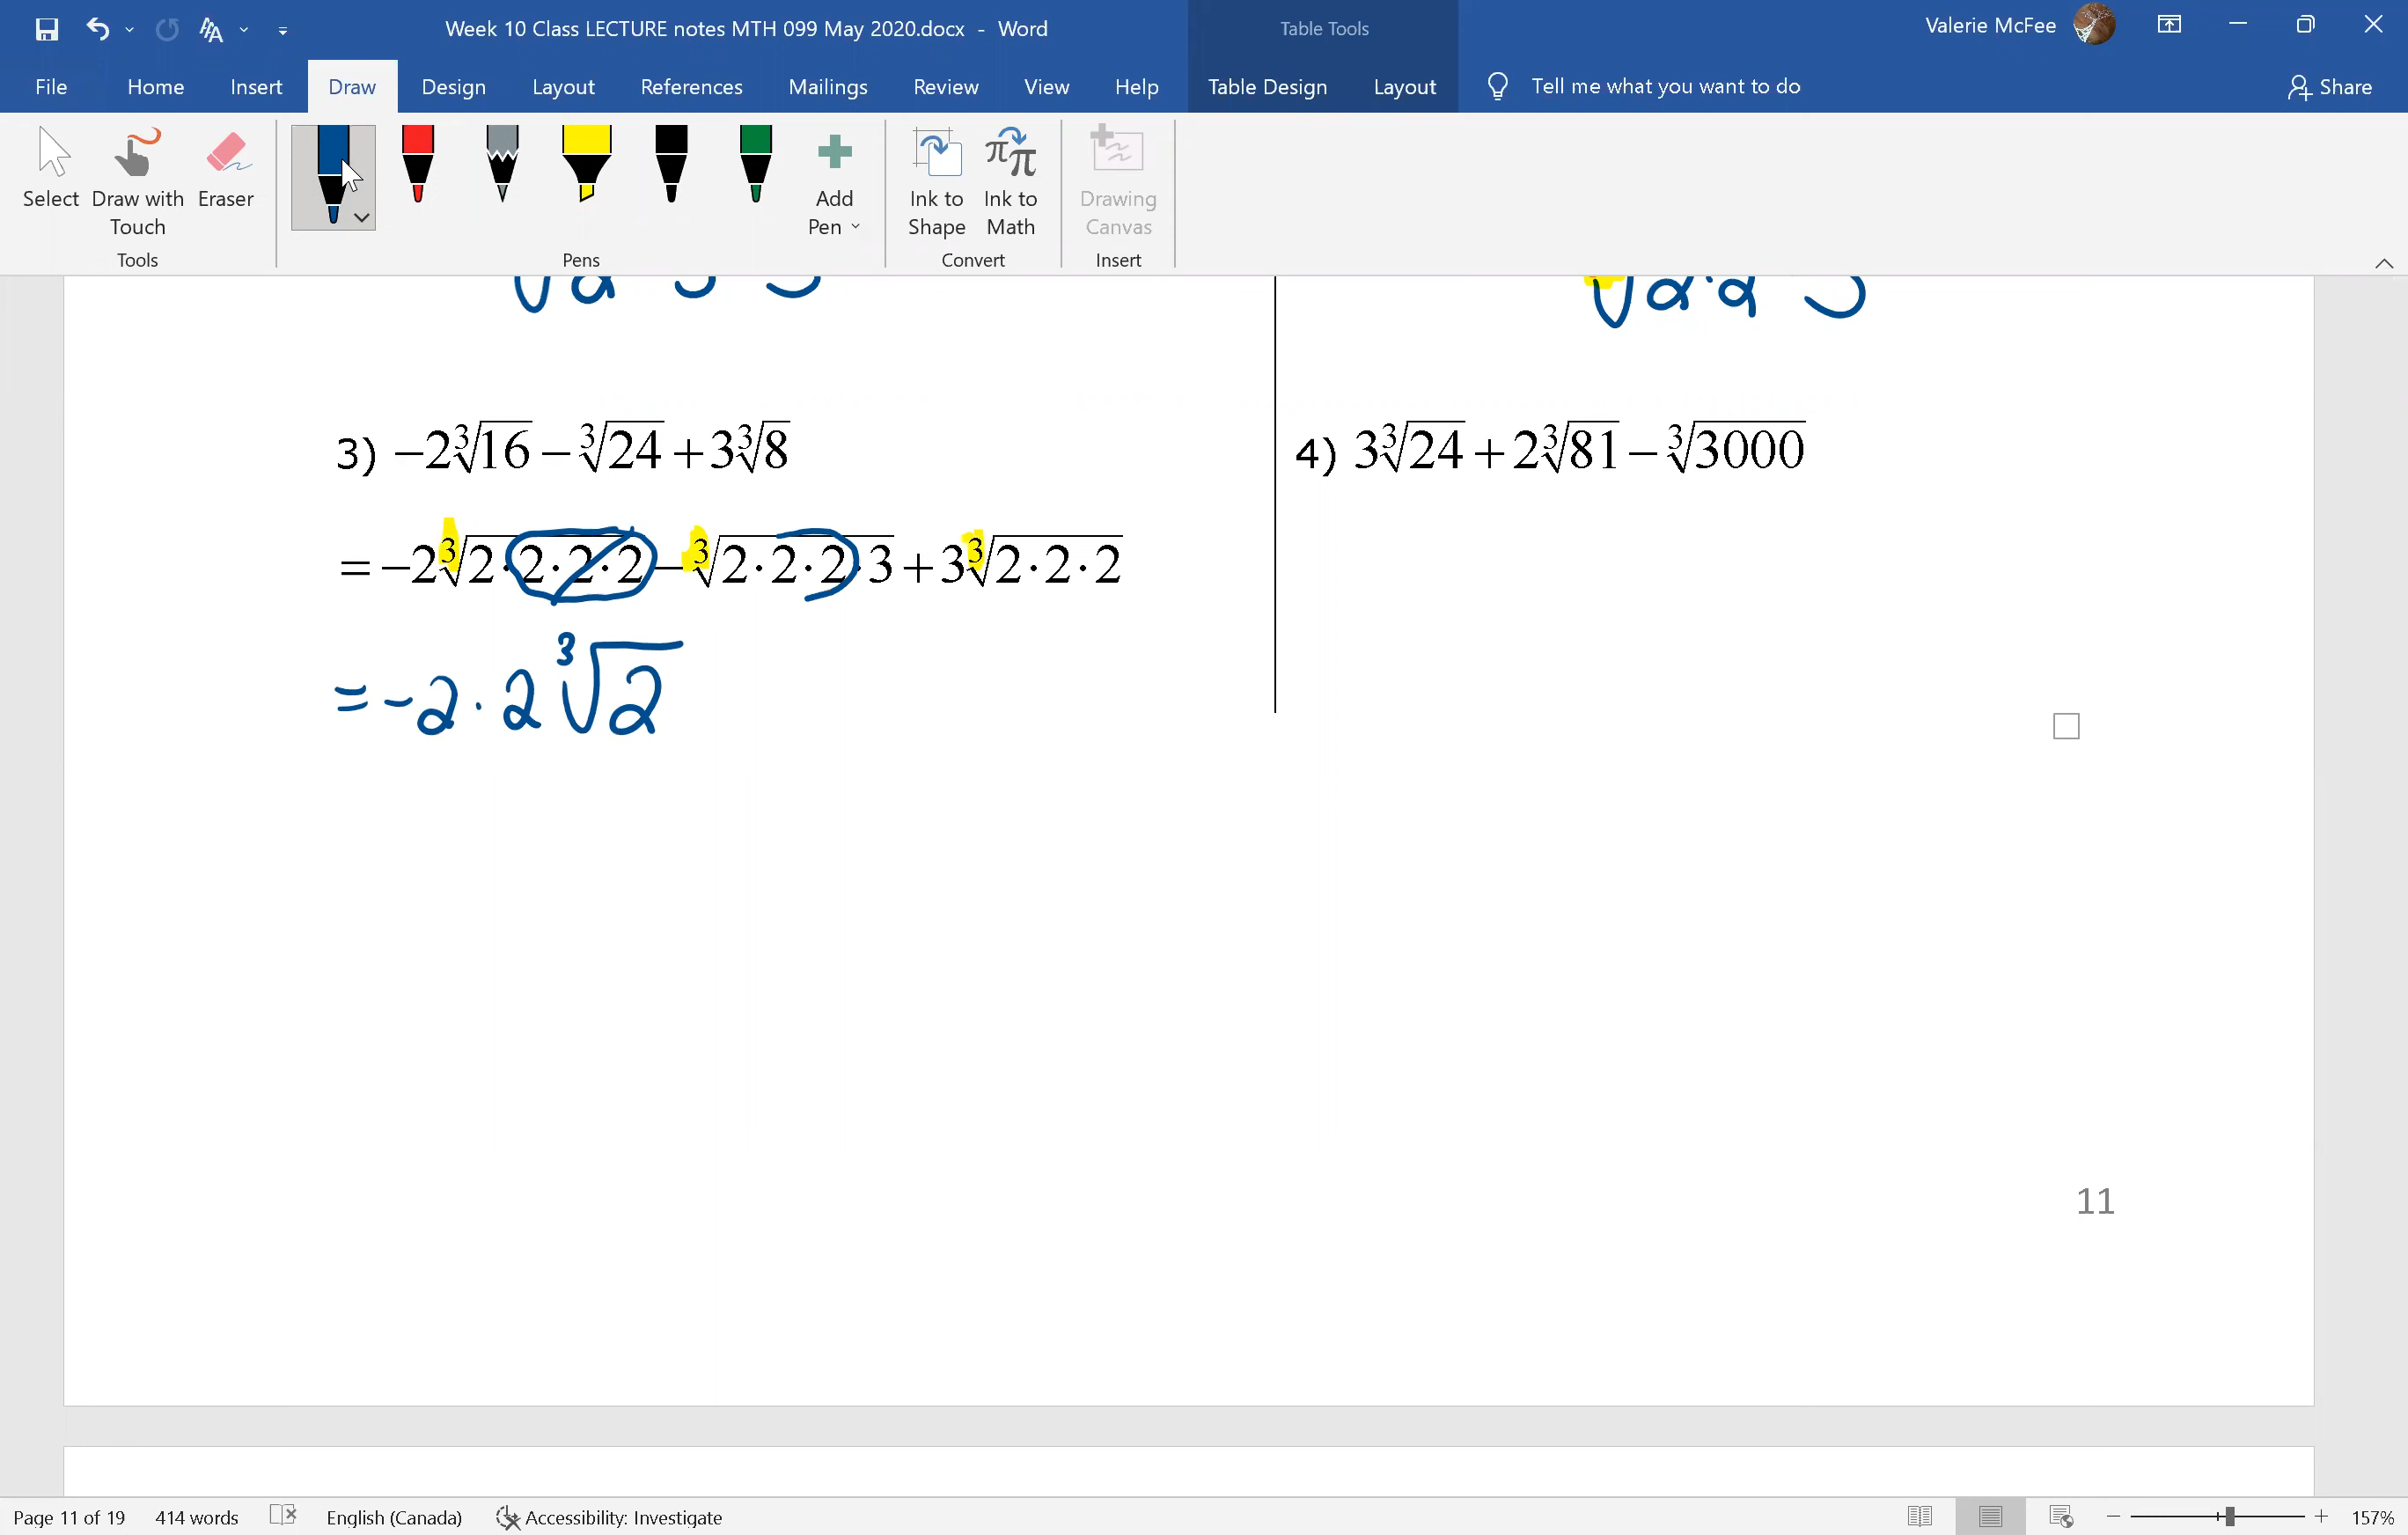 Week 10 Class LECTURE notes MTH 099 May 2020.docx - Word
Table Tools
Valerie McFee
File Home Insert Draw Design Layout References Mailings Review View Help Table Design Layout Tell me what you want to do Share
Select Draw with Touch Eraser Add Pen Ink to Shape Ink to Math Drawing Canvas
Tools Pens Convert Insert
3) −2∛16 − ∛24 + 3∛8
= −2∛2·2·2·2 − ∛2·2·2·3 + 3∛2·2·2
= -2 · 2 ∛2
4) 3∛24 + 2∛81 − ∛3000
11
Page 11 of 19 414 words English (Canada) Accessibility: Investigate 157%